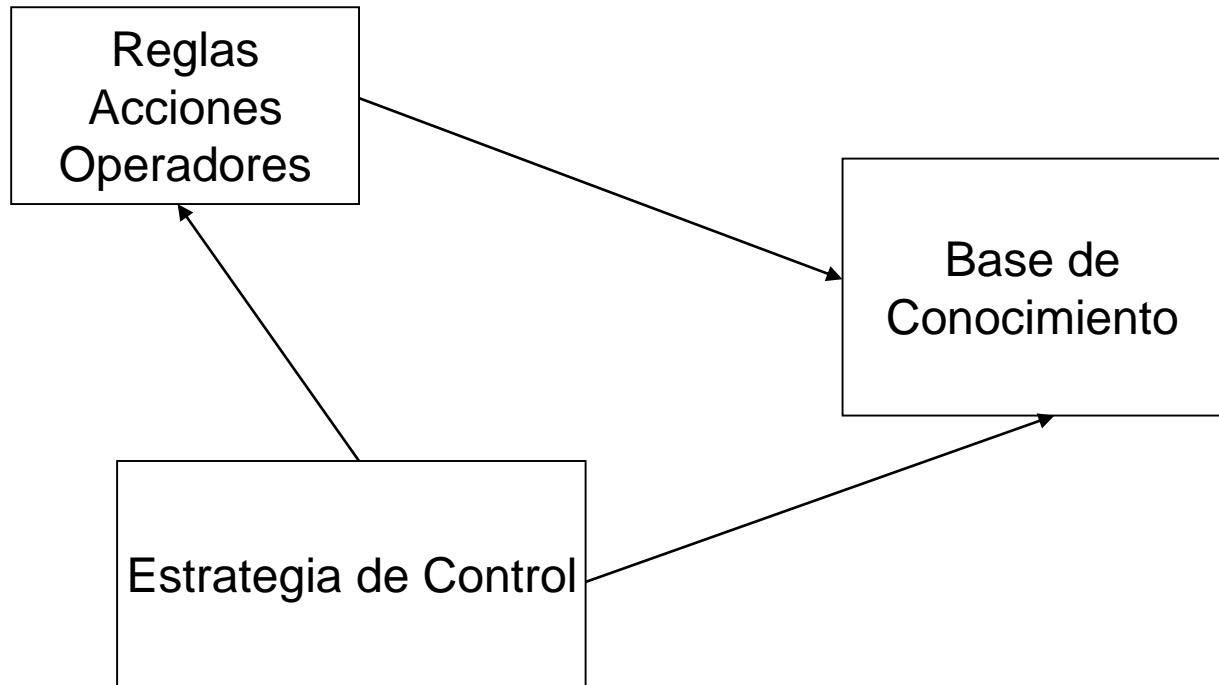 Reglas
Acciones
Operadores
Base de
Conocimiento
Estrategia de Control